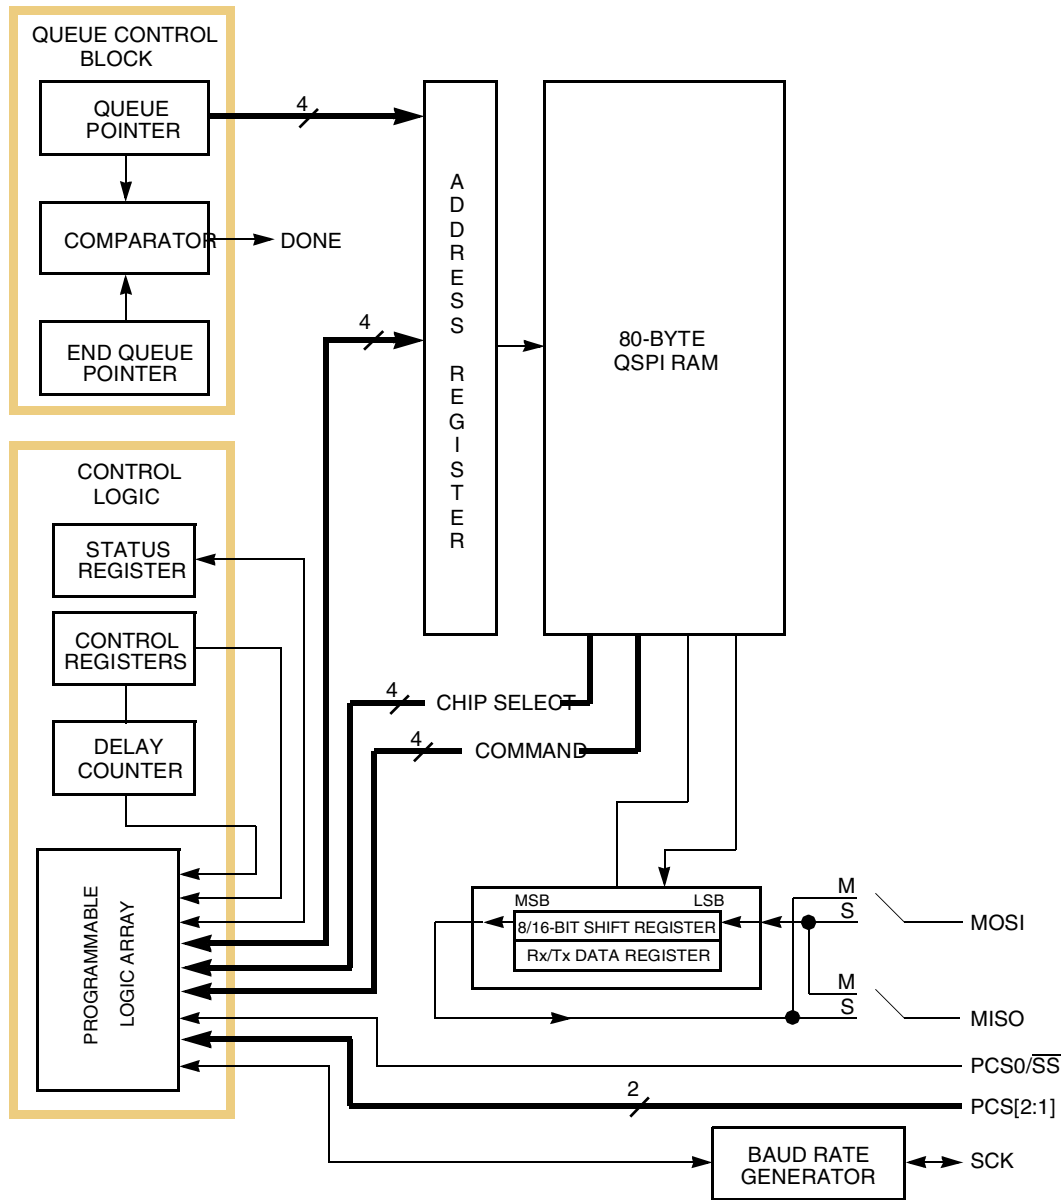 QUEUE CONTROL
BLOCK
QUEUE
POINTER
4
COMPARATOR
DONE
END QUEUE
POINTER
4
ADDRESS REGISTER
80-BYTE
QSPI RAM
CONTROL
LOGIC
STATUS
REGISTER
CONTROL
REGISTERS
DELAY
COUNTER
4
CHIP SELECT
4
COMMAND
PROGRAMMABLE
LOGIC ARRAY
MSB
LSB
8/16-BIT SHIFT REGISTER
Rx/Tx DATA REGISTER
M
S
MOSI
M
S
MISO
PCS0/S̅S̅
2
PCS[2:1]
BAUD RATE
GENERATOR
SCK